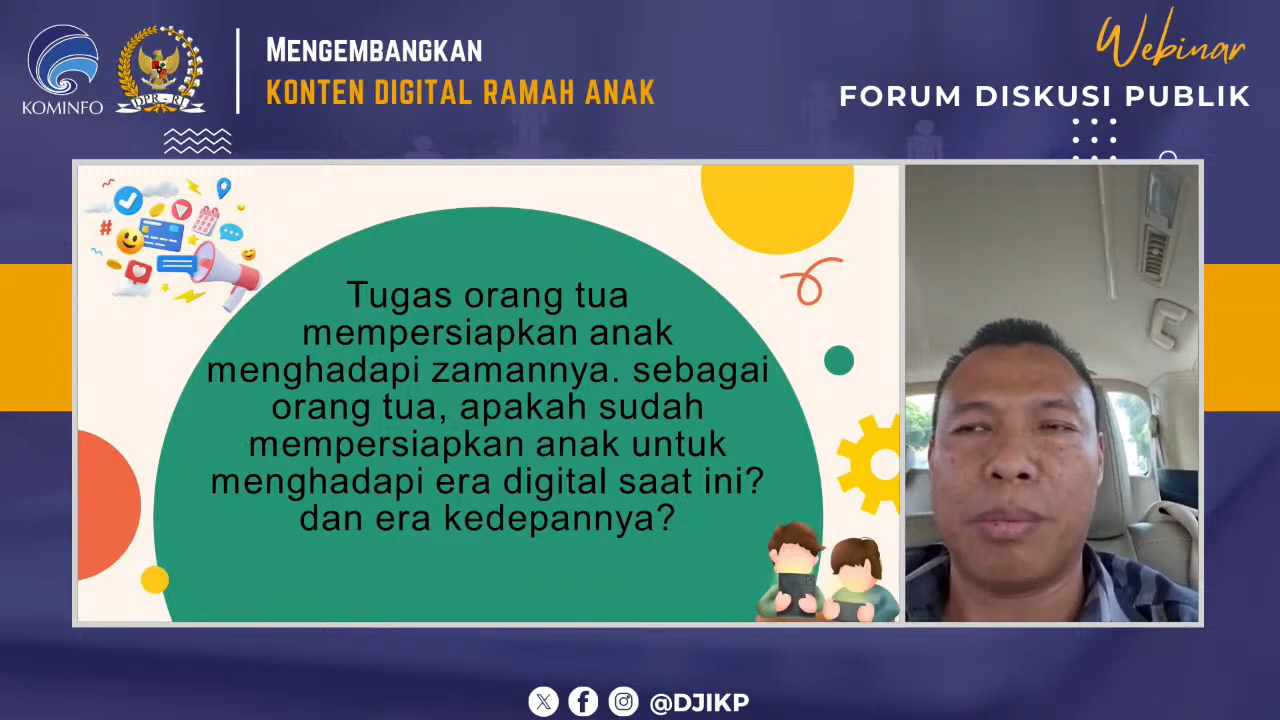 KOMINFO
DPR - RI
MENGEMBANGKAN
KONTEN DIGITAL RAMAH ANAK
Webinar
FORUM DISKUSI PUBLIK
#
Tugas orang tua
mempersiapkan anak
menghadapi zamannya. sebagai
orang tua, apakah sudah
mempersiapkan anak untuk
menghadapi era digital saat ini?
dan era kedepannya?
@DJIKP